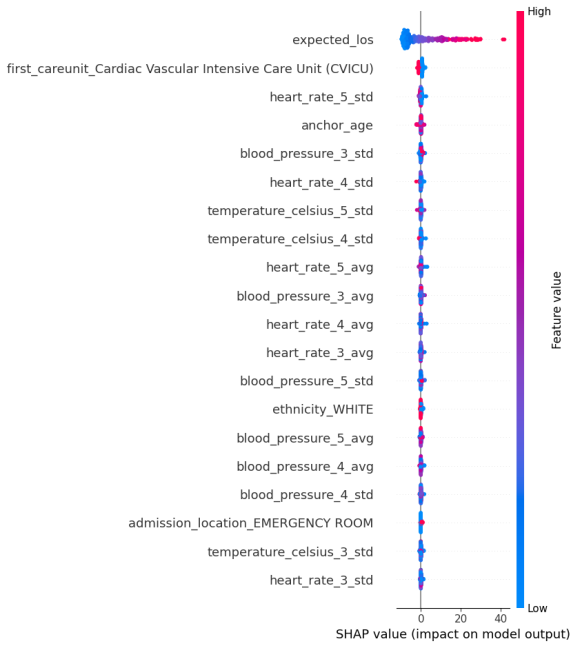 High
expected_los
first_careunit_Cardiac Vascular Intensive Care Unit (CVICU)
heart_rate_5_std
anchor_age
blood_pressure_3_std
heart_rate_4_std
temperature_celsius_5_std
temperature_celsius_4_std
heart_rate_5_avg
blood_pressure_3_avg
heart_rate_4_avg
heart_rate_3_avg
blood_pressure_5_std
ethnicity_WHITE
blood_pressure_5_avg
blood_pressure_4_avg
blood_pressure_4_std
admission_location_EMERGENCY ROOM
temperature_celsius_3_std
heart_rate_3_std
Feature value
Low
0 20 40
SHAP value (impact on model output)